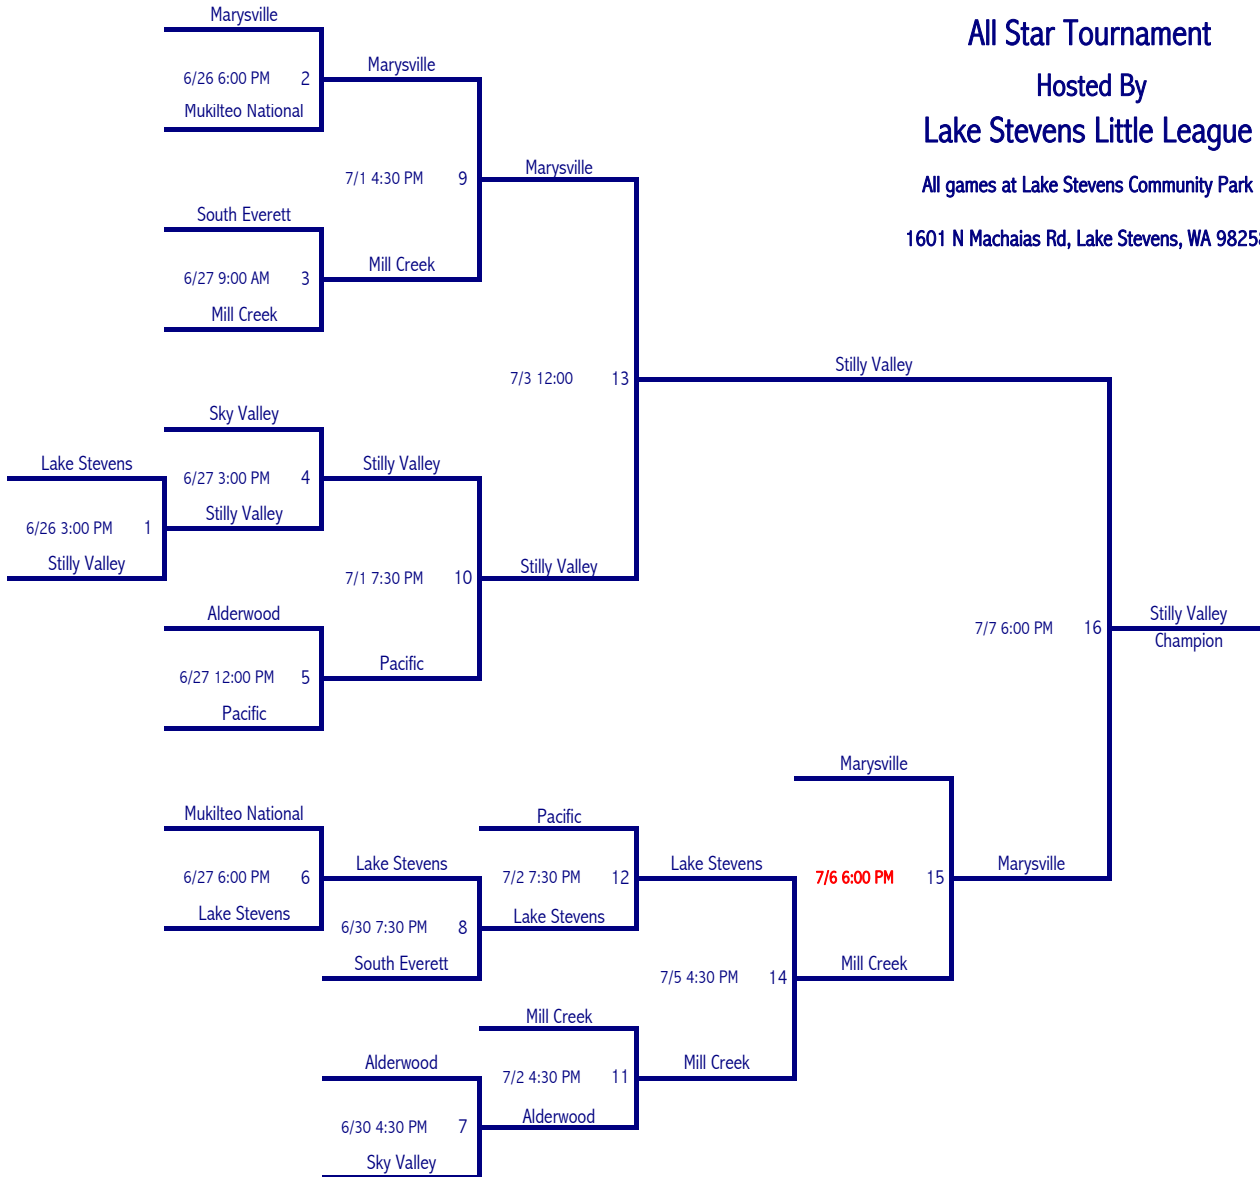 Marysville
All Star Tournament
6/26 6:00 PM 2
Marysville
Mukilteo National
Hosted By
Lake Stevens Little League
7/1 4:30 PM 9
Marysville
All games at Lake Stevens Community Park
South Everett
1601 N Machaias Rd, Lake Stevens, WA 98258
6/27 9:00 AM 3
Mill Creek
Mill Creek
7/3 12:00 13
Stilly Valley
Sky Valley
Lake Stevens
6/27 3:00 PM 4
Stilly Valley
6/26 3:00 PM 1
Stilly Valley
Stilly Valley
7/1 7:30 PM 10
Stilly Valley
Alderwood
7/7 6:00 PM 16
Stilly Valley
Champion
6/27 12:00 PM 5
Pacific
Pacific
Marysville
Mukilteo National
Pacific
6/27 6:00 PM 6
Lake Stevens
7/2 7:30 PM 12
Lake Stevens
7/6 6:00 PM 15
Marysville
Lake Stevens
6/30 7:30 PM 8
Lake Stevens
South Everett
7/5 4:30 PM 14
Mill Creek
Mill Creek
Alderwood
7/2 4:30 PM 11
Mill Creek
6/30 4:30 PM 7
Alderwood
Sky Valley